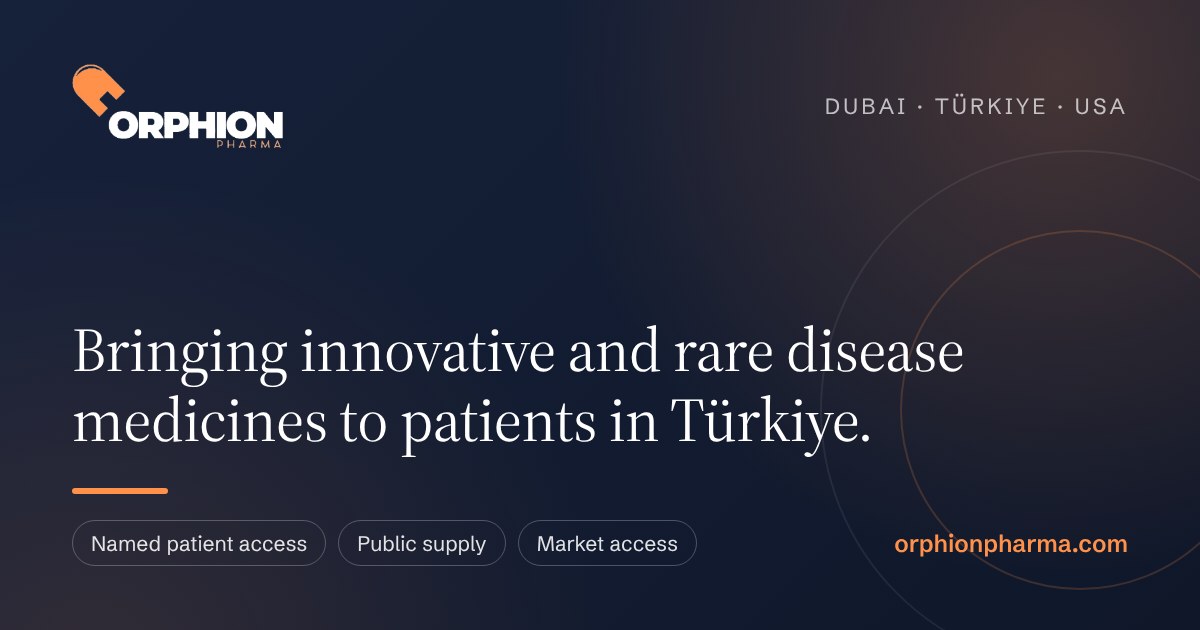 ORPHION
PHARMA
DUBAI · TÜRKIYE · USA
Bringing innovative and rare disease
medicines to patients in Türkiye.
Named patient access
Public supply
Market access
orphionpharma.com